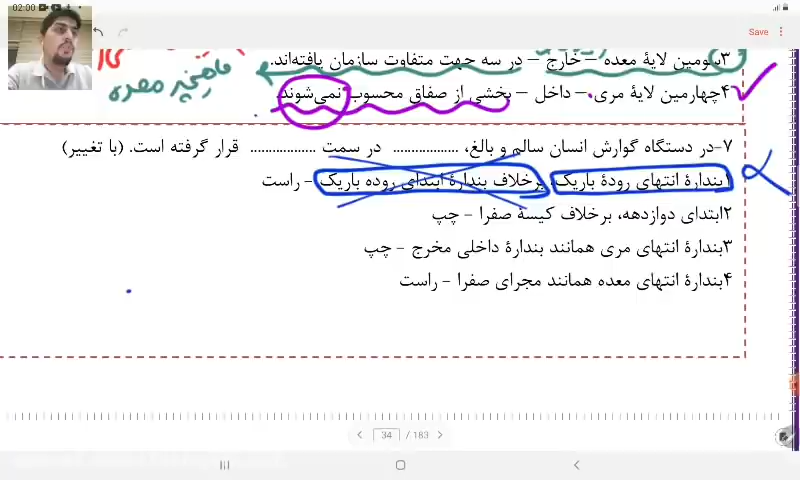 02:00
Save
۳سومین لایهٔ معده – خارج – در سه جهت متفاوت سازمان یافته‌اند.
ماهیچه معده
۴چهارمین لایهٔ مری – داخل – بخشی از صفاق محسوب نمی‌شوند
۷-در دستگاه گوارش انسان سالم و بالغ، ................. در سمت ................. قرار گرفته است. (با تغییر)
۱بندارهٔ انتهای رودهٔ باریک، برخلاف بندارهٔ ابتدای روده باریک – راست
۲ابتدای دوازدهه، برخلاف کیسهٔ صفرا – چپ
۳بندارهٔ انتهای مری همانند بندارهٔ داخلی مخرج – چپ
۴بندارهٔ انتهای معده همانند مجرای صفرا – راست
34 / 183